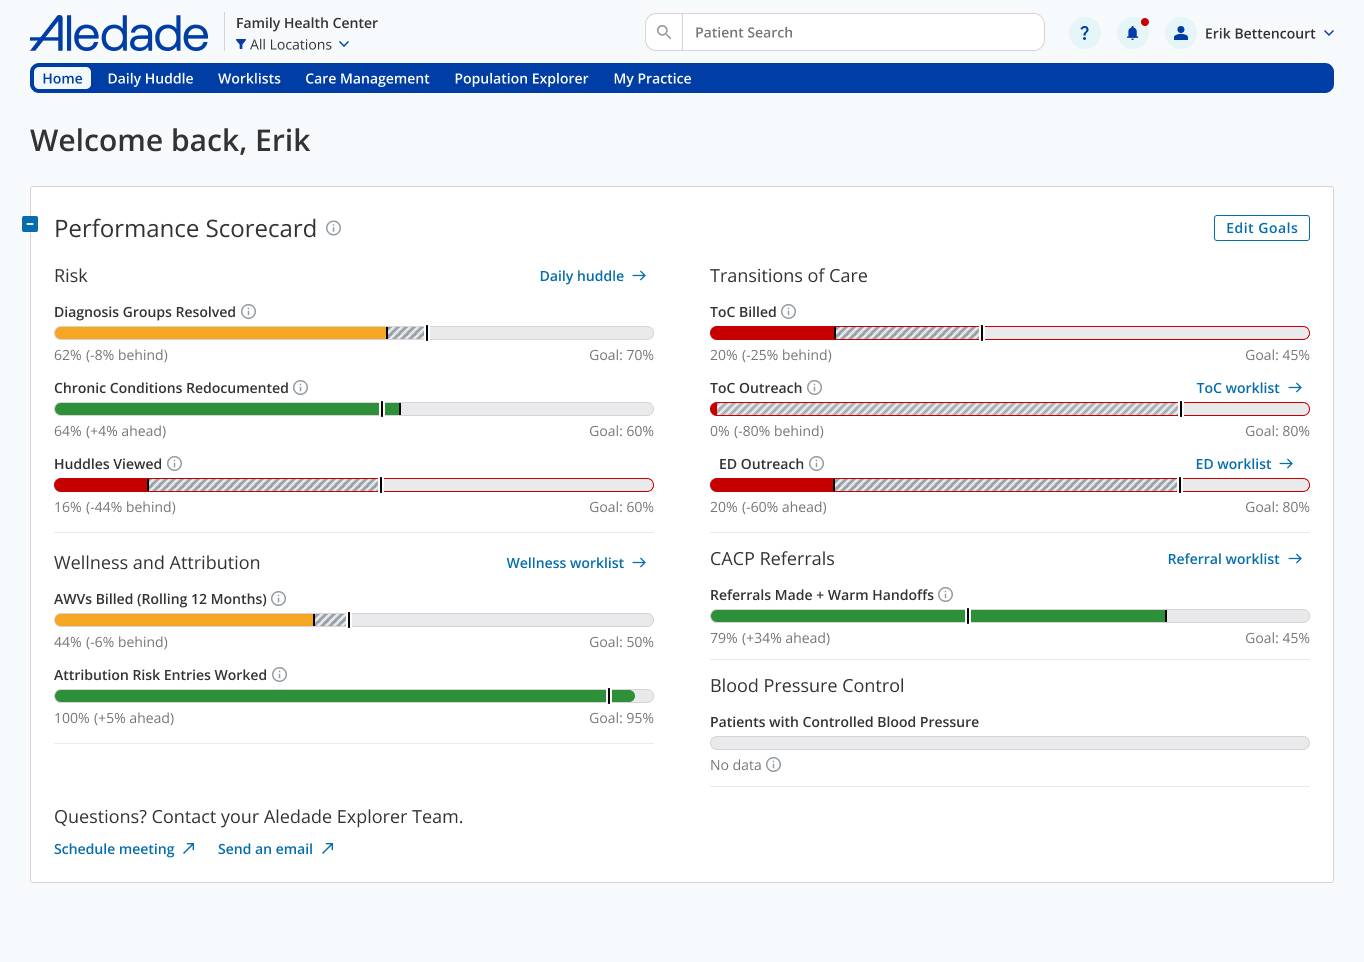 Aledade
Family Health Center
All Locations
Patient Search
?
Erik Bettencourt
Home Daily Huddle Worklists Care Management Population Explorer My Practice
Welcome back, Erik
Performance Scorecard
Edit Goals
Risk
Daily huddle →
Diagnosis Groups Resolved
62% (-8% behind) Goal: 70%
Chronic Conditions Redocumented
64% (+4% ahead) Goal: 60%
Huddles Viewed
16% (-44% behind) Goal: 60%
Wellness and Attribution
Wellness worklist →
AWVs Billed (Rolling 12 Months)
44% (-6% behind) Goal: 50%
Attribution Risk Entries Worked
100% (+5% ahead) Goal: 95%
Transitions of Care
ToC Billed
20% (-25% behind) Goal: 45%
ToC Outreach
ToC worklist →
0% (-80% behind) Goal: 80%
ED Outreach
ED worklist →
20% (-60% ahead) Goal: 80%
CACP Referrals
Referral worklist →
Referrals Made + Warm Handoffs
79% (+34% ahead) Goal: 45%
Blood Pressure Control
Patients with Controlled Blood Pressure
No data
Questions? Contact your Aledade Explorer Team.
Schedule meeting ↗ Send an email ↗